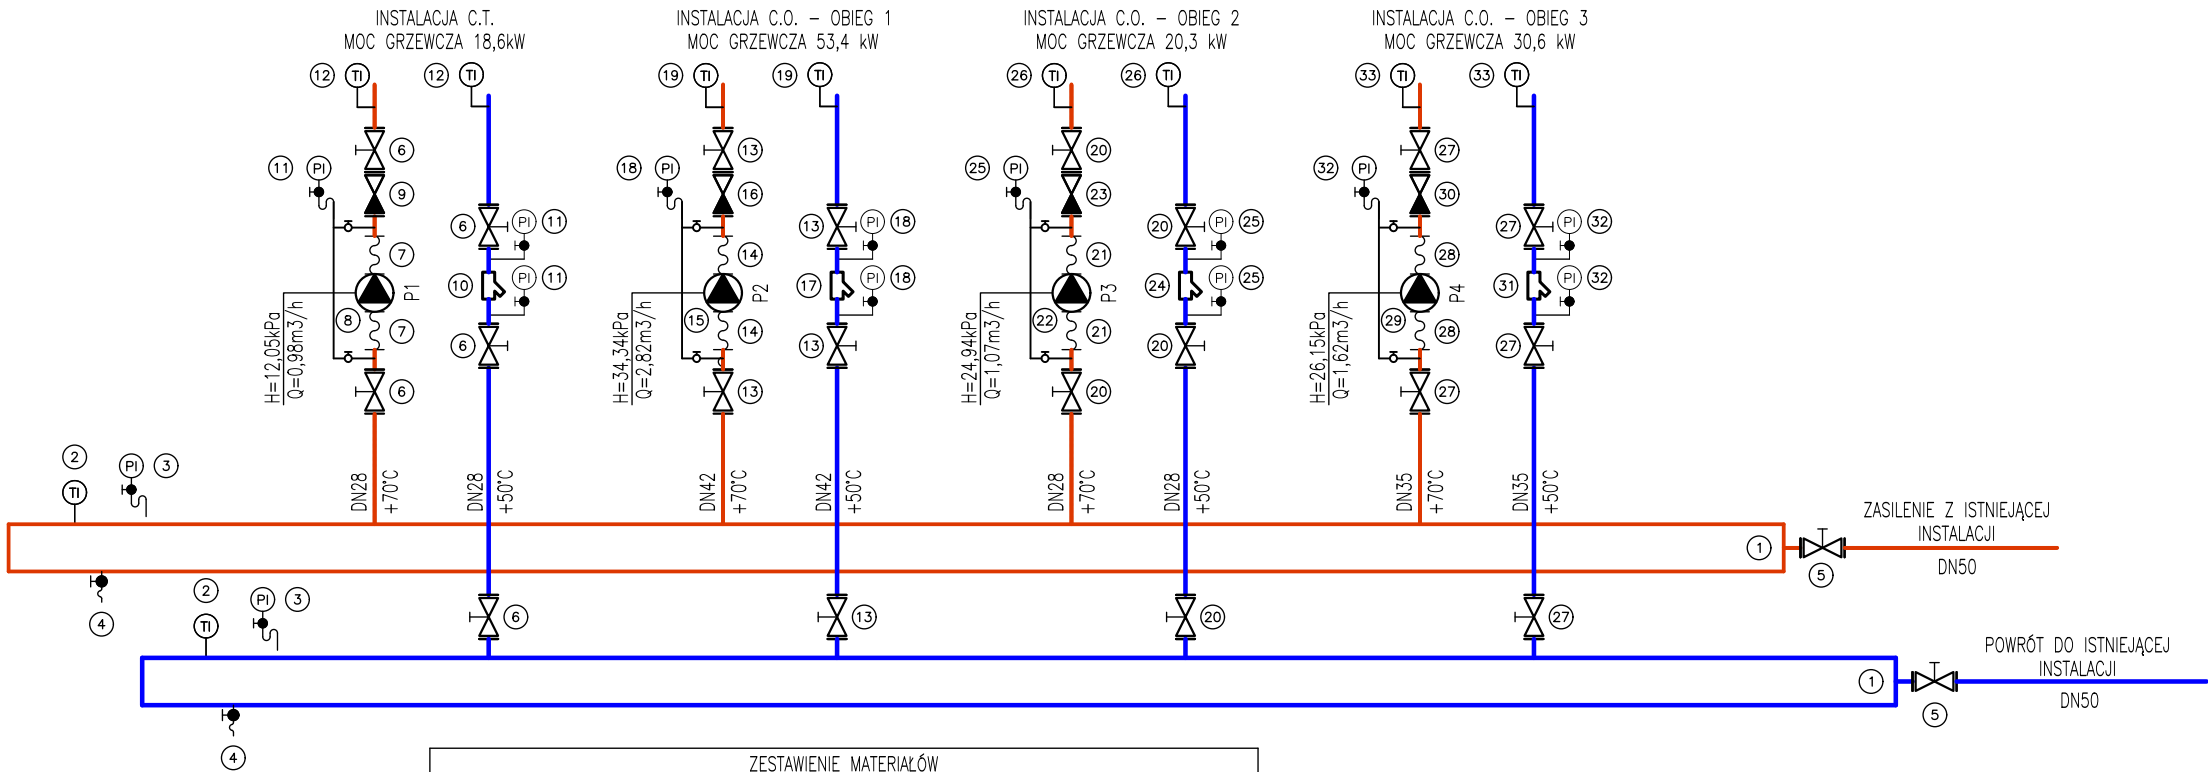 INSTALACJA C.T.
MOC GRZEWCZA 18,6kW
INSTALACJA C.O. – OBIEG 1
MOC GRZEWCZA 53,4 kW
INSTALACJA C.O. – OBIEG 2
MOC GRZEWCZA 20,3 kW
INSTALACJA C.O. – OBIEG 3
MOC GRZEWCZA 30,6 kW
12 TI 12 TI 19 TI 19 TI 26 TI 26 TI 33 TI 33 TI
6 13 20 27
11 PI 18 PI 25 PI 32 PI
9 16 23 30
6 PI 11 13 PI 18 20 PI 25 27 PI 32
7 14 21 28
10 PI 11 17 PI 18 24 PI 25 31 PI 32
P1 P2 P3 P4
8 7 15 14 22 21 29 28
6 13 20 27
H=12,05kPa
Q=0,98m3/h
H=34,34kPa
Q=2,82m3/h
H=24,94kPa
Q=1,07m3/h
H=26,15kPa
Q=1,62m3/h
6 13 20 27
2 PI 3
TI
DN28
+70°C
DN28
+50°C
DN42
+70°C
DN42
+50°C
DN28
+70°C
DN28
+50°C
DN35
+70°C
DN35
+50°C
ZASILENIE Z ISTNIEJĄCEJ
INSTALACJI
1
DN50
5
2 PI 3
4 TI
6 13 20 27
POWRÓT DO ISTNIEJĄCEJ
INSTALACJI
1
DN50
5
4
ZESTAWIENIE MATERIAŁÓW